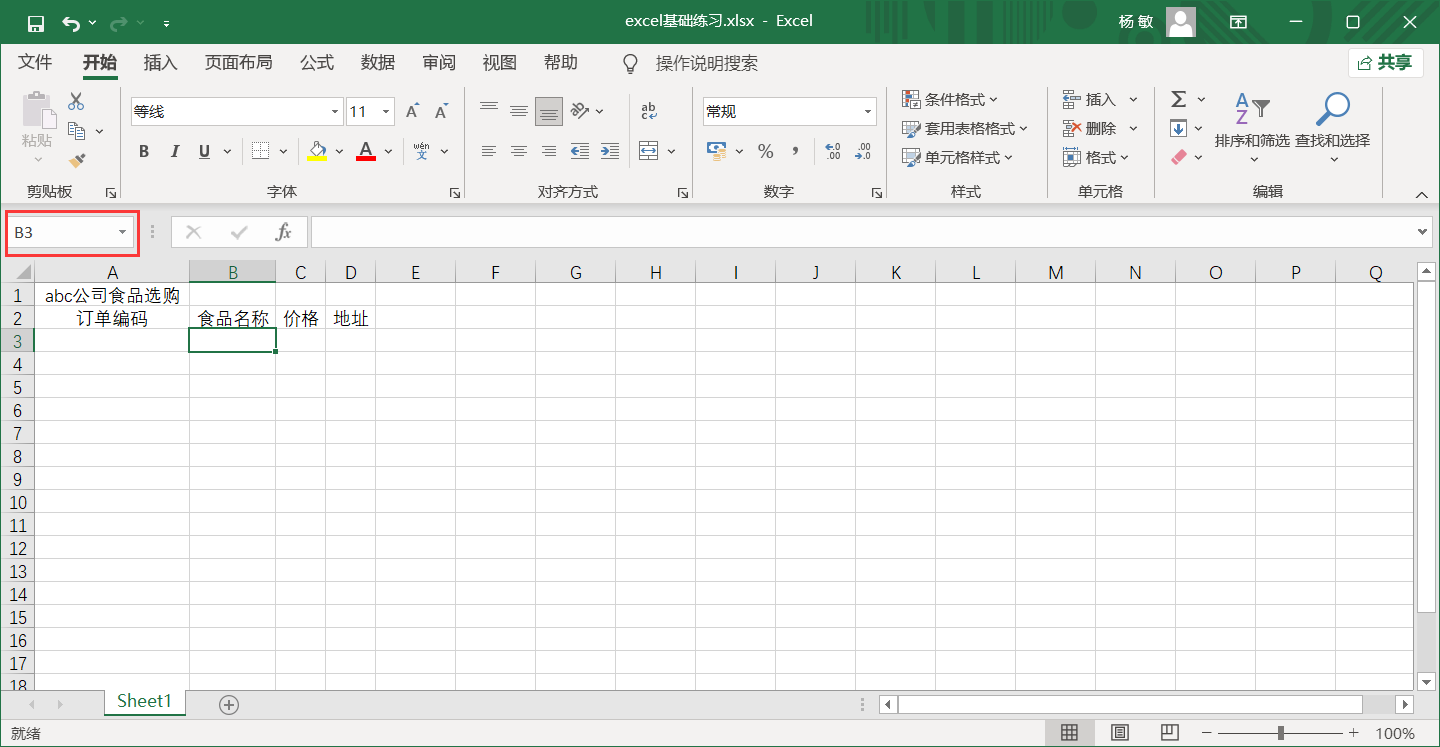 excel基础练习.xlsx - Excel
杨 敏
文件 开始 插入 页面布局 公式 数据 审阅 视图 帮助 操作说明搜索 共享
等线 11 常规
粘贴
条件格式
套用表格格式
单元格样式
插入
删除
格式
排序和筛选 查找和选择
B I U A wén 文 ab c % , .00 .0
剪贴板 字体 对齐方式 数字 样式 单元格 编辑
B3 fx
A B C D E F G H I J K L M N O P Q
1 abc公司食品选购
2 订单编码 食品名称 价格 地址
3
4
5
6
7
8
9
10
11
12
13
14
15
16
17
18
Sheet1
就绪 100%